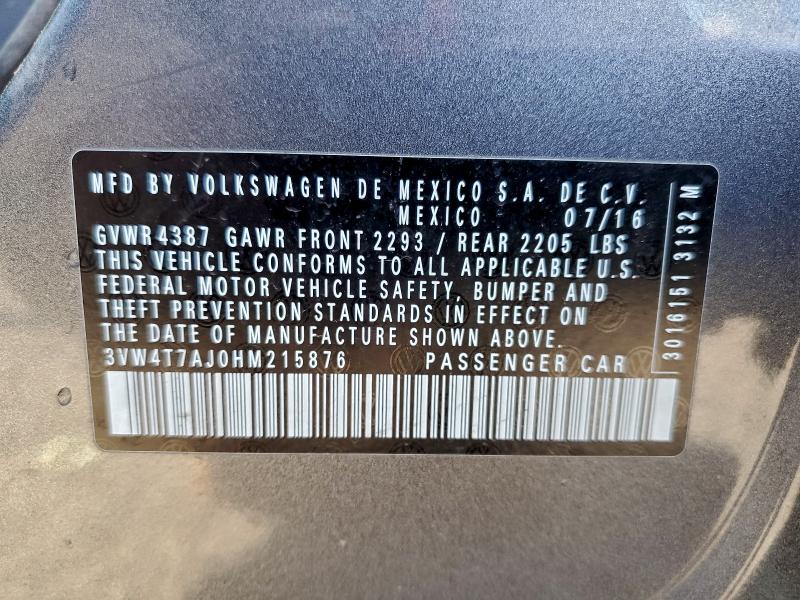 MFD BY VOLKSWAGEN DE MEXICO S.A. DE C.V.
MEXICO 07/16
GVWR4387 GAWR FRONT 2293 / REAR 2205 LBS
THIS VEHICLE CONFORMS TO ALL APPLICABLE U.S.
FEDERAL MOTOR VEHICLE SAFETY, BUMPER AND
THEFT PREVENTION STANDARDS IN EFFECT ON
THE DATE OF MANUFACTURE SHOWN ABOVE.
3VW4T7AJ0HM215876 PASSENGER CAR
3016151 3132 M